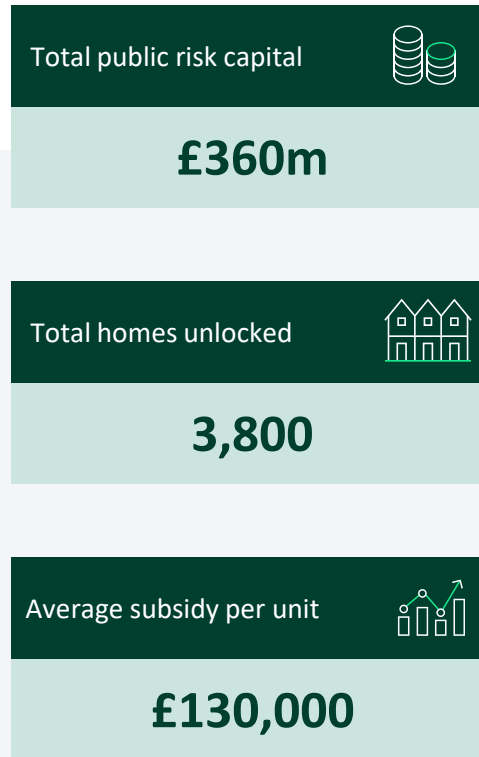 Total public risk capital
£360m
Total homes unlocked
3,800
Average subsidy per unit
£130,000